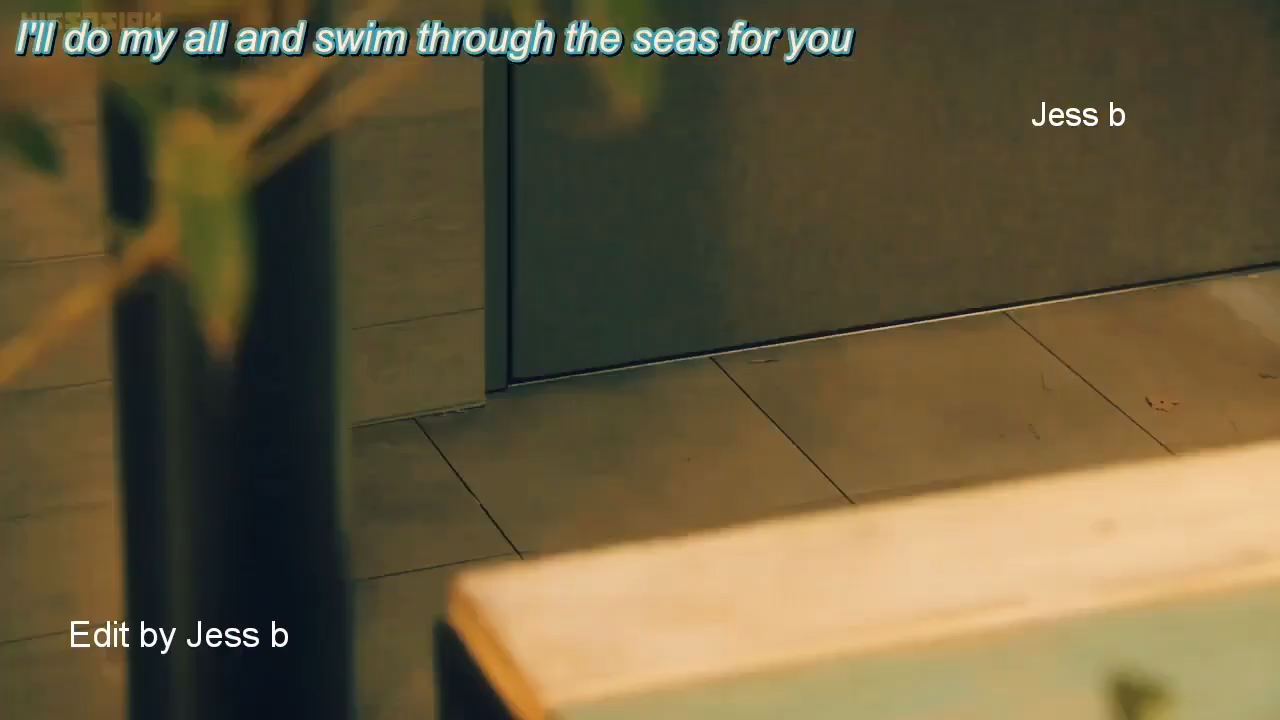 I'll do my all and swim through the seas for you
Jess b
Edit by Jess b